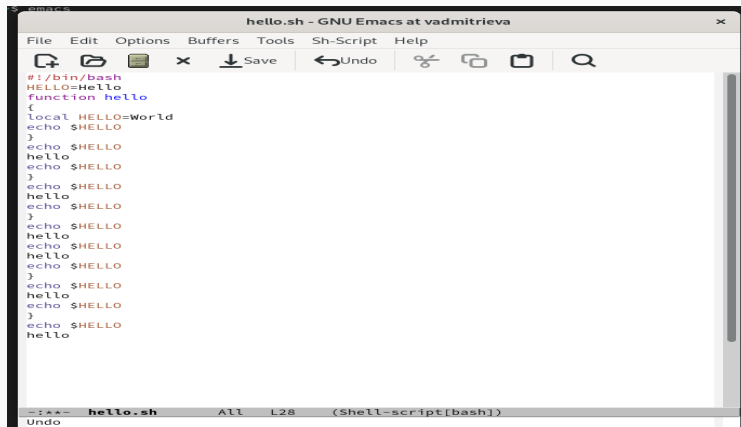 emacs
hello.sh - GNU Emacs at vadmitrieva
File Edit Options Buffers Tools Sh-Script Help
Save Undo
#!/bin/bash
HELLO=Hello
function hello
{
local HELLO=World
echo $HELLO
}
echo $HELLO
hello
echo $HELLO
}
echo $HELLO
hello
echo $HELLO
}
echo $HELLO
hello
echo $HELLO
hello
echo $HELLO
}
echo $HELLO
hello
echo $HELLO
}
echo $HELLO
hello
-:**- hello.sh All L28 (Shell-script[bash])
Undo